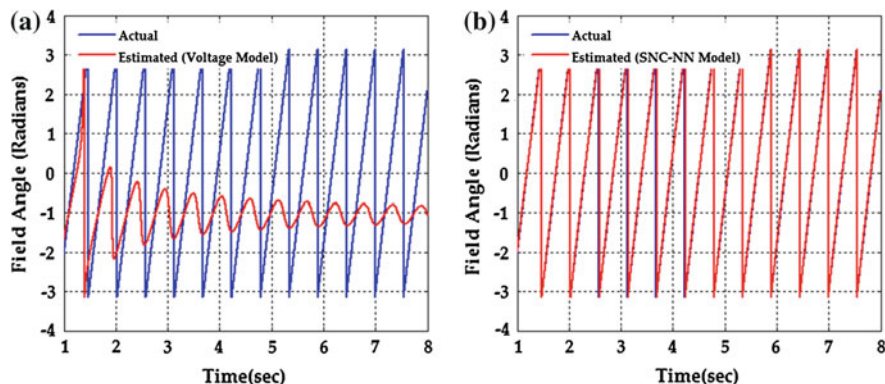 (a)
4
3
2
1
0
-1
-2
-3
-4
Field Angle (Radians)
Actual
Estimated (Voltage Model)
1 2 3 4 5 6 7 8
Time(sec)
(b)
4
3
2
1
0
-1
-2
-3
-4
Field Angle (Radians)
Actual
Estimated (SNC-NN Model)
1 2 3 4 5 6 7 8
Time(sec)